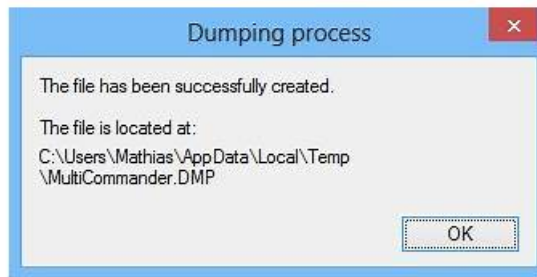 Dumping process
The file has been successfully created.
The file is located at:
C:\Users\Mathias\AppData\Local\Temp
\MultiCommander.DMP
OK